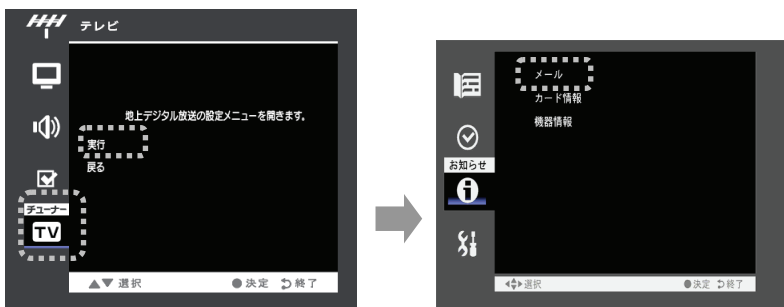 テレビ
地上デジタル放送の設定メニューを開きます。
実行
戻る
チューナー
TV
▲▼ 選択 ●決定 終了
メール
カード情報
機器情報
お知らせ
選択 ●決定 終了